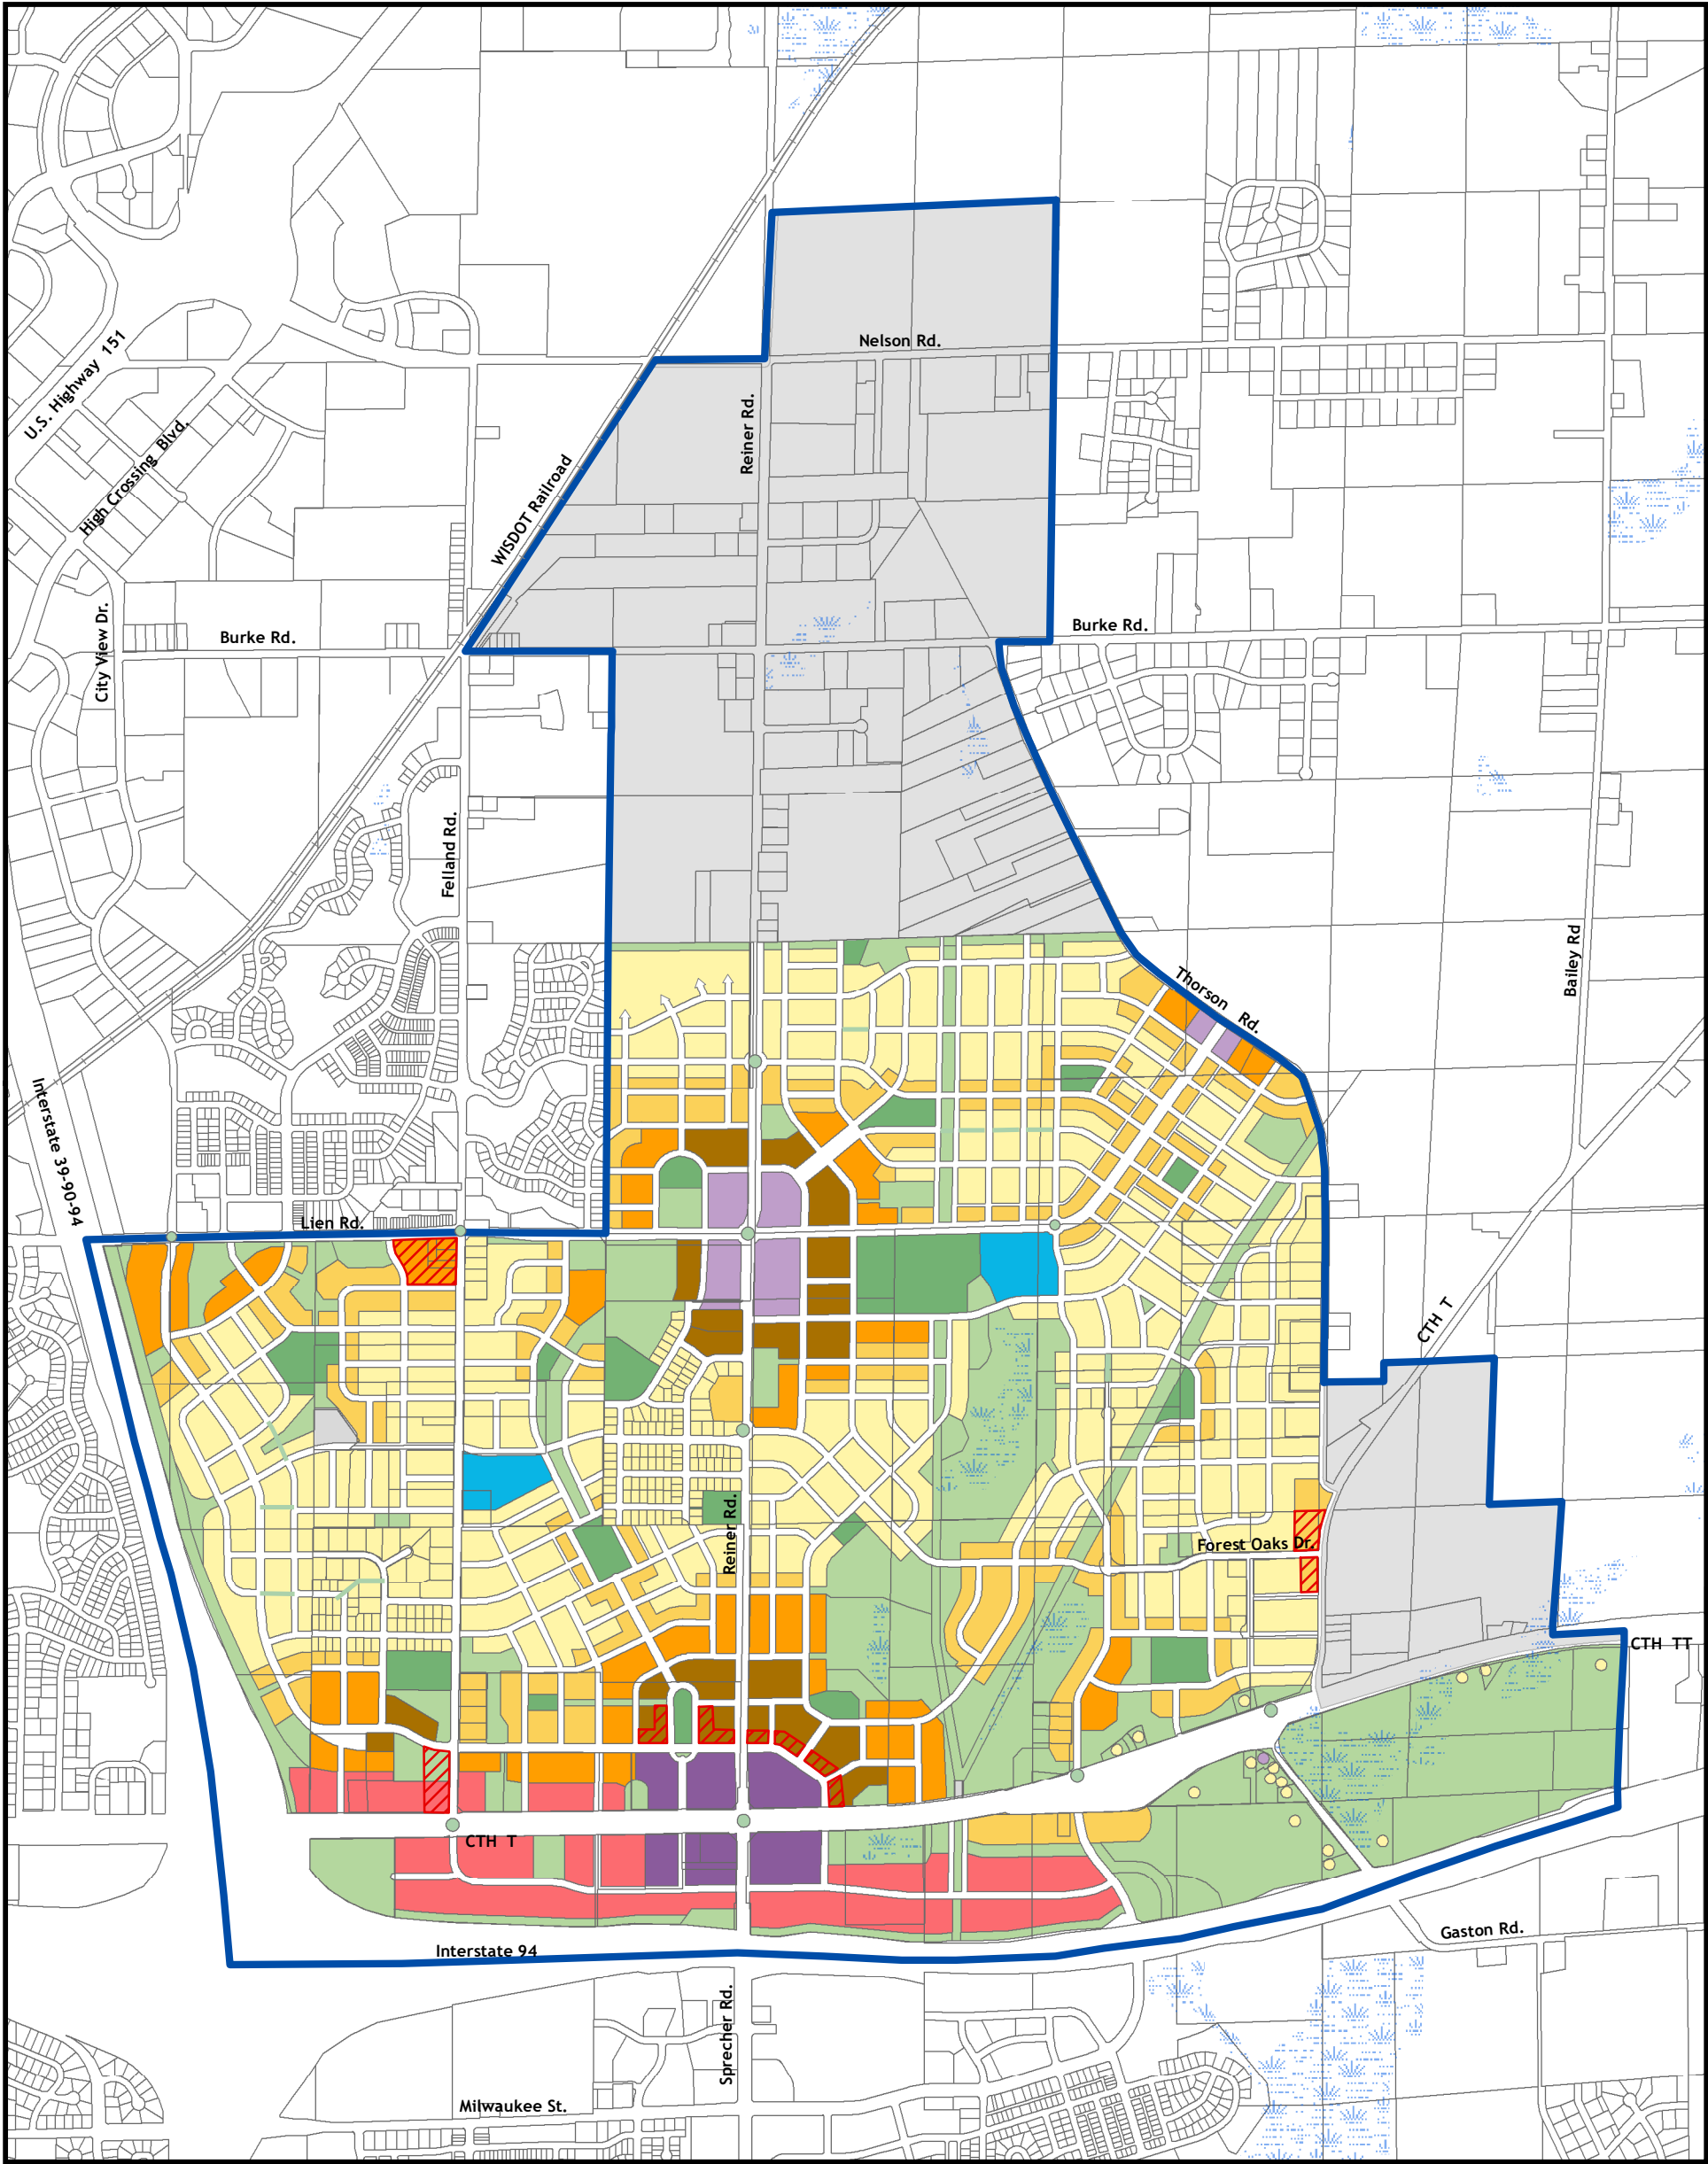 Nelson Rd.
U.S. Highway 151
Reiner Rd.
High Crossing Blvd.
WISDOT Railroad
City View Dr.
Burke Rd.
Burke Rd.
Felland Rd.
Bailey Rd
Thorson Rd.
Interstate 39-90-94
Lien Rd.
CTH T
Reiner Rd.
Forest Oaks Dr.
CTH TT
CTH T
Interstate 94
Gaston Rd.
Sprecher Rd.
Milwaukee St.